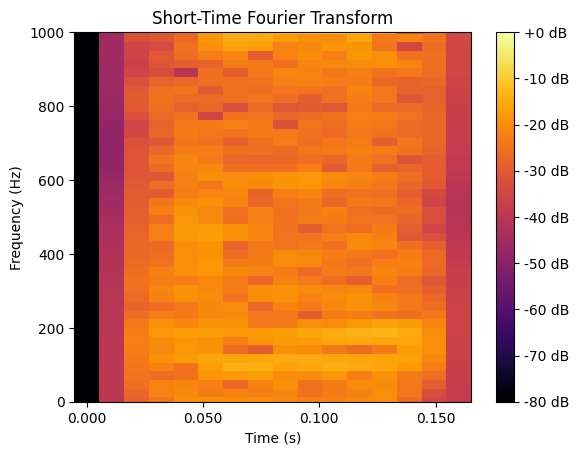 Short-Time Fourier Transform
1000
800
600
400
200
0
Frequency (Hz)
0.000
0.050
0.100
0.150
Time (s)
+0 dB
-10 dB
-20 dB
-30 dB
-40 dB
-50 dB
-60 dB
-70 dB
-80 dB